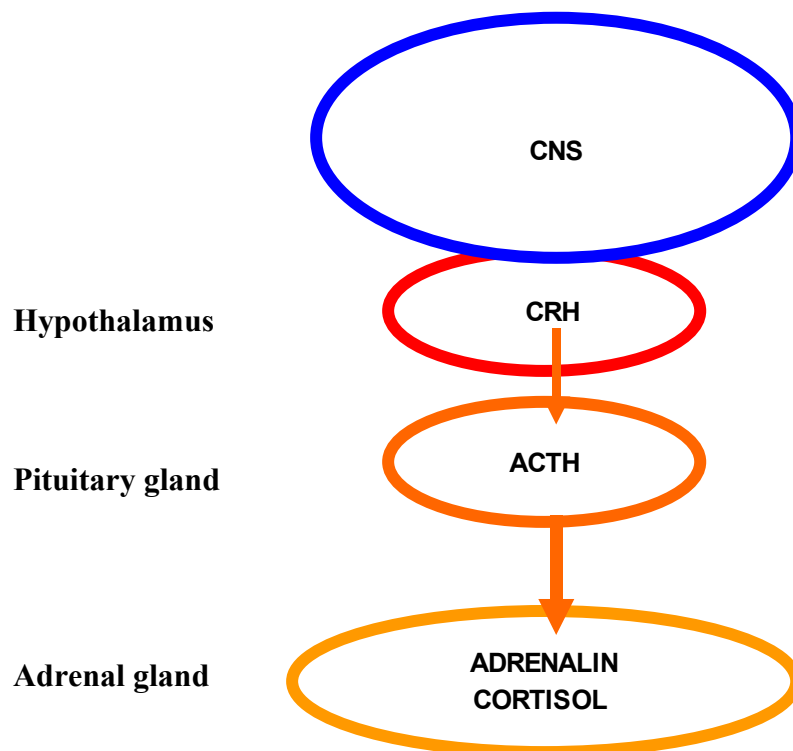 CNS
Hypothalamus
CRH
Pituitary gland
ACTH
Adrenal gland
ADRENALIN
CORTISOL